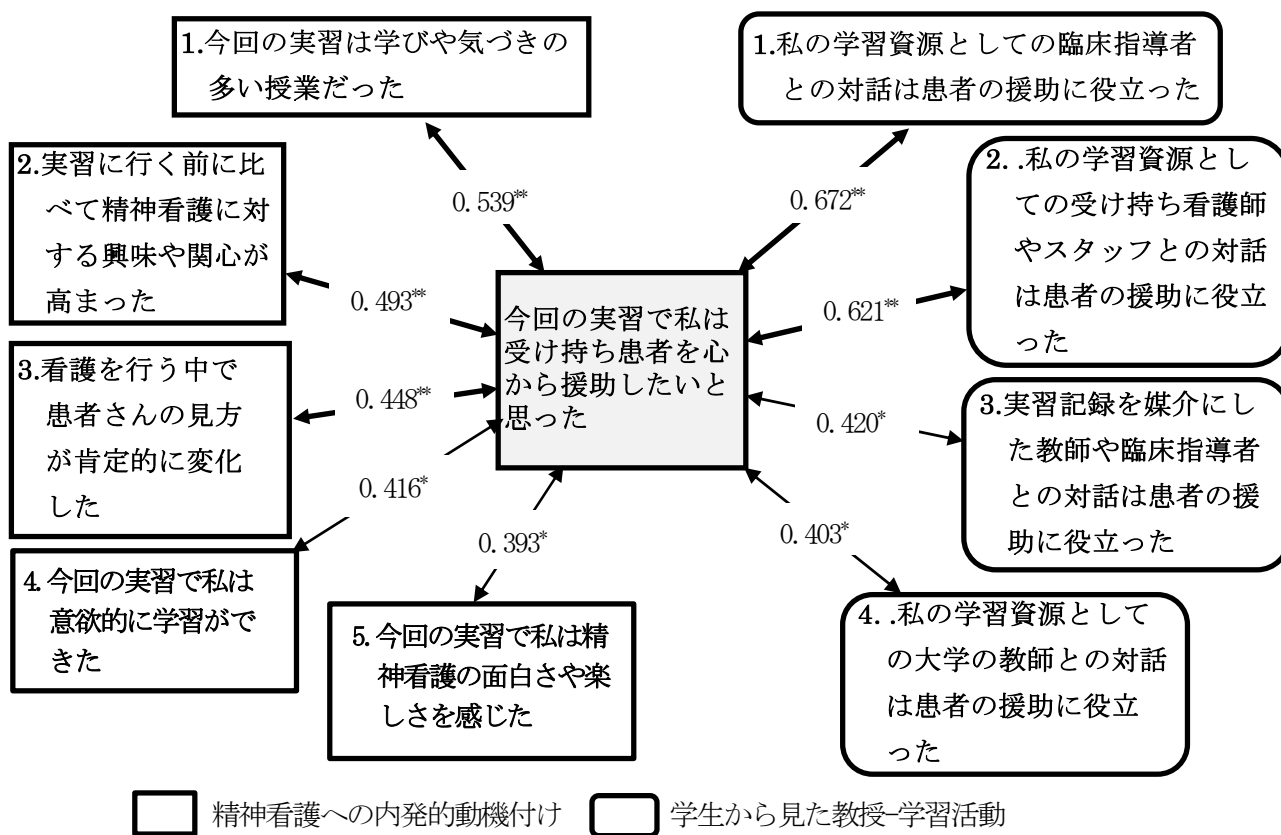 1.今回の実習は学びや気づきの
多い授業だった
1.私の学習資源としての臨床指導者
との対話は患者の援助に役立った
2.実習に行く前に比
べて精神看護に対
する興味や関心が
高まった
2. .私の学習資源とし
ての受け持ち看護師
やスタッフとの対話
は患者の援助に役立
った
0.539**
0.672**
0.493**
0.621**
今回の実習で私は
受け持ち患者を心
から援助したいと
思った
3.看護を行う中で
患者さんの見方
が肯定的に変化
した
0.448**
0.420*
3.実習記録を媒介にし
た教師や臨床指導者
との対話は患者の援
助に役立った
0.416*
0.393*
0.403*
4.今回の実習で私は
意欲的に学習がで
きた
5.今回の実習で私は精
神看護の面白さや楽
しさを感じた
4. .私の学習資源として
の大学の教師との対話
は患者の援助に役立
った
精神看護への内発的動機付け
学生から見た教授-学習活動